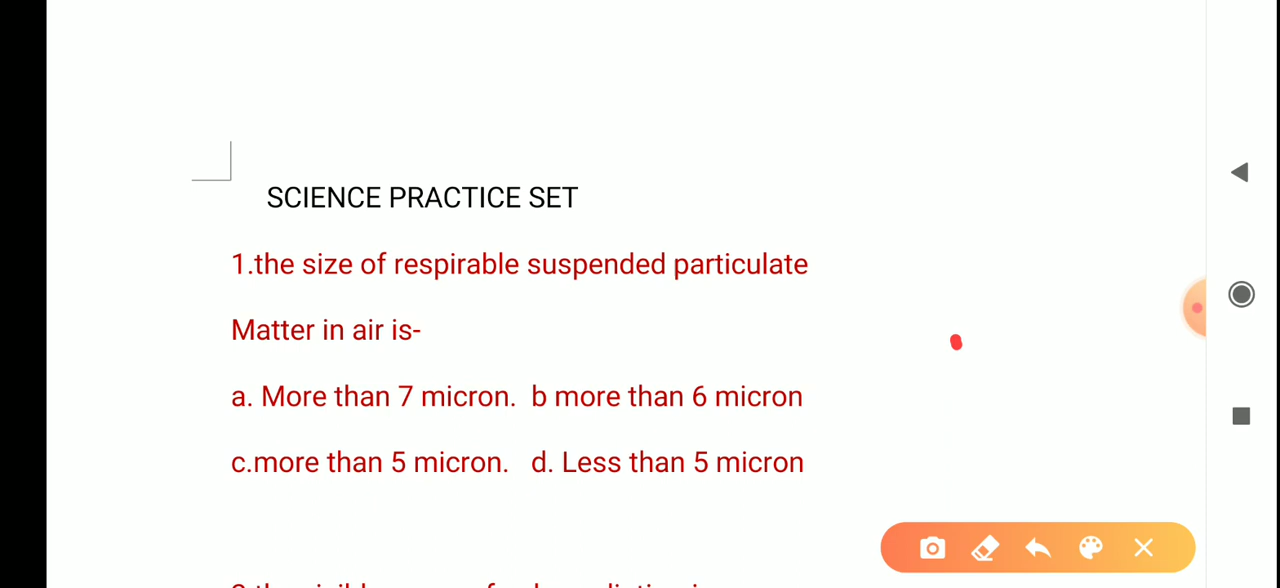 SCIENCE PRACTICE SET
1.the size of respirable suspended particulate
Matter in air is-
a. More than 7 micron. b more than 6 micron
c.more than 5 micron. d. Less than 5 micron